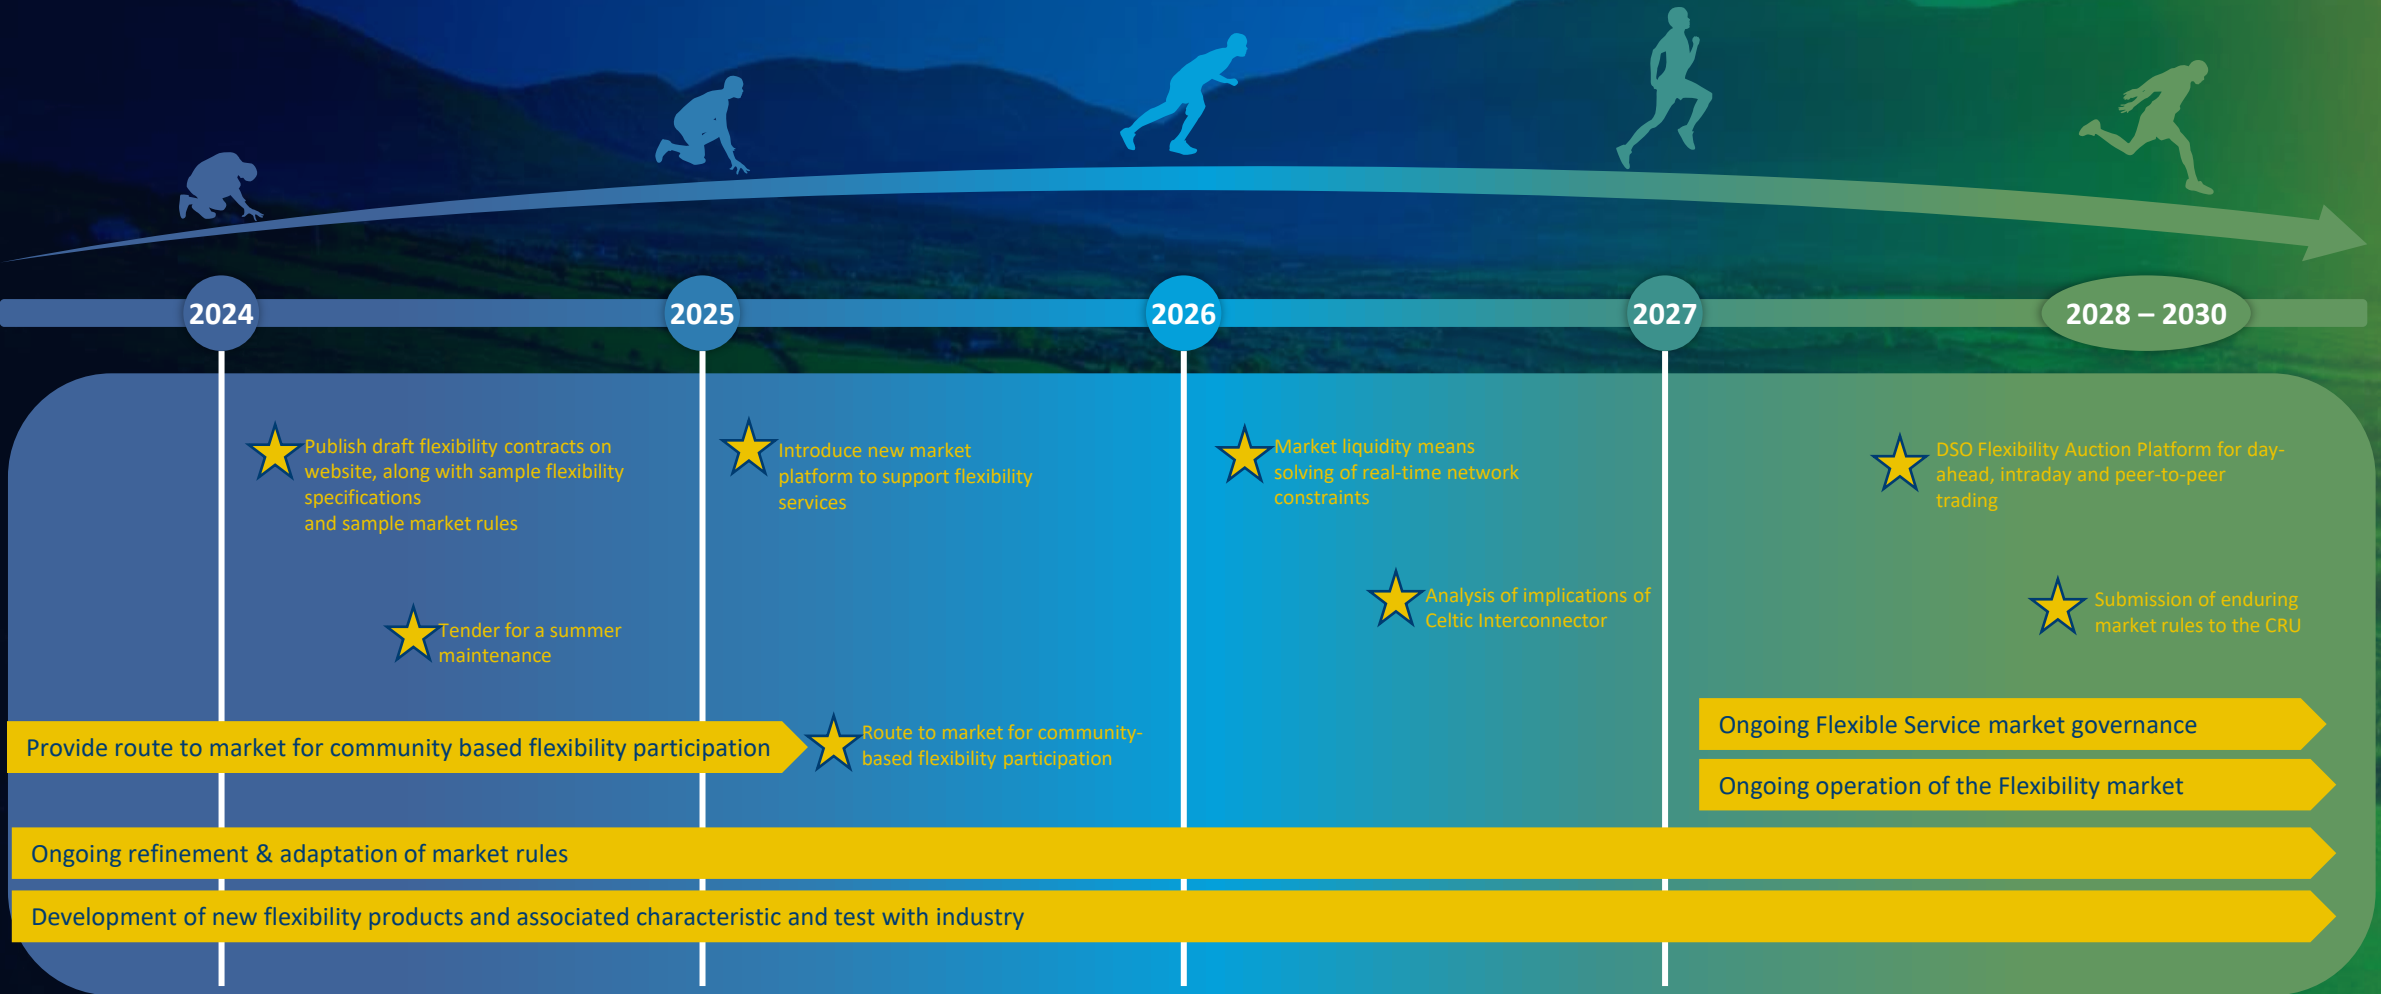 2024
2025
2026
2027
2028 – 2030
Publish draft flexibility contracts on
website, along with sample flexibility
specifications
and sample market rules
Tender for a summer
maintenance
Introduce new market
platform to support flexibility
services
Route to market for community-
based flexibility participation
Market liquidity means
solving of real-time network
constraints
Analysis of implications of
Celtic Interconnector
DSO Flexibility Auction Platform for day-
ahead, intraday and peer-to-peer
trading
Submission of enduring
market rules to the CRU
Provide route to market for community based flexibility participation
Ongoing Flexible Service market governance
Ongoing operation of the Flexibility market
Ongoing refinement & adaptation of market rules
Development of new flexibility products and associated characteristic and test with industry